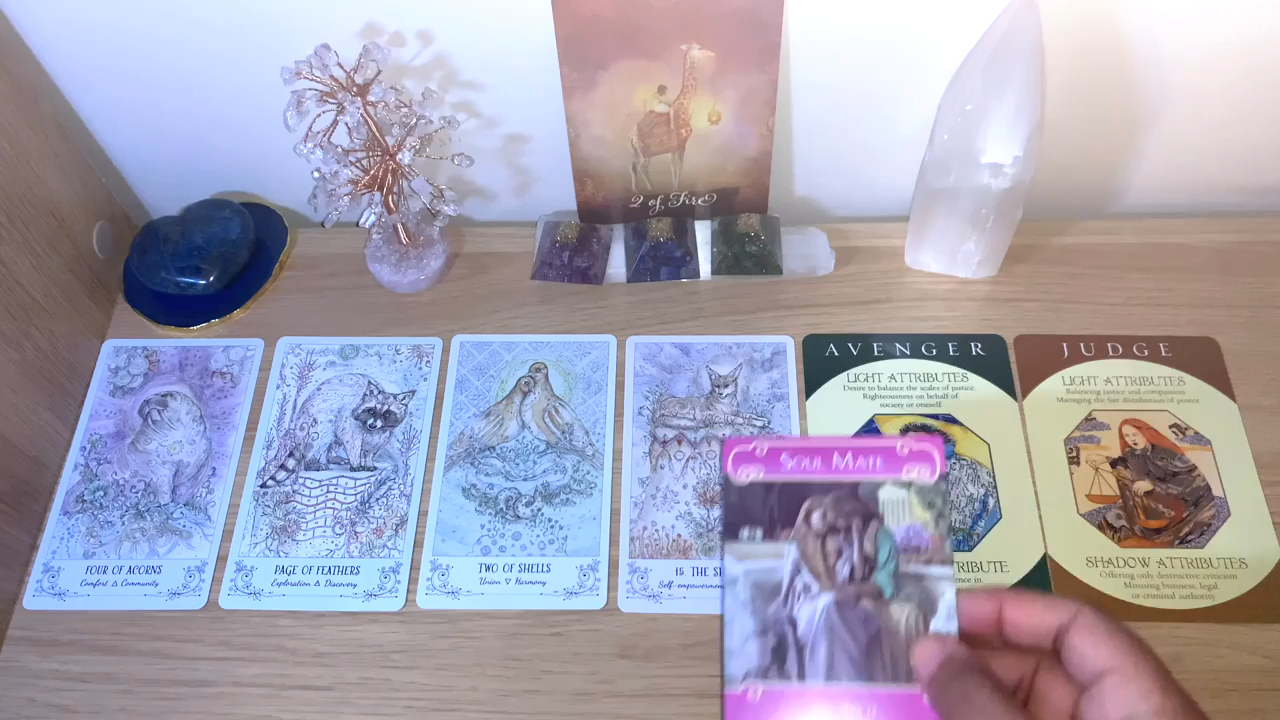 2 of Fire
FOUR OF ACORNS
Comfort & Community
PAGE OF FEATHERS
Exploration & Discovery
TWO OF SHELLS
Union & Harmony
THE
Self-empowerment
AVENGER
LIGHT ATTRIBUTES
Desire to balance the scales of justice.
Righteousness on behalf of
society or oneself
JUDGE
LIGHT ATTRIBUTES
Balancing justice and compassion
Managing the fair distribution of power
SHADOW ATTRIBUTES
Offering only destructive criticism
Misusing business, legal,
or criminal authority
SOUL MATE